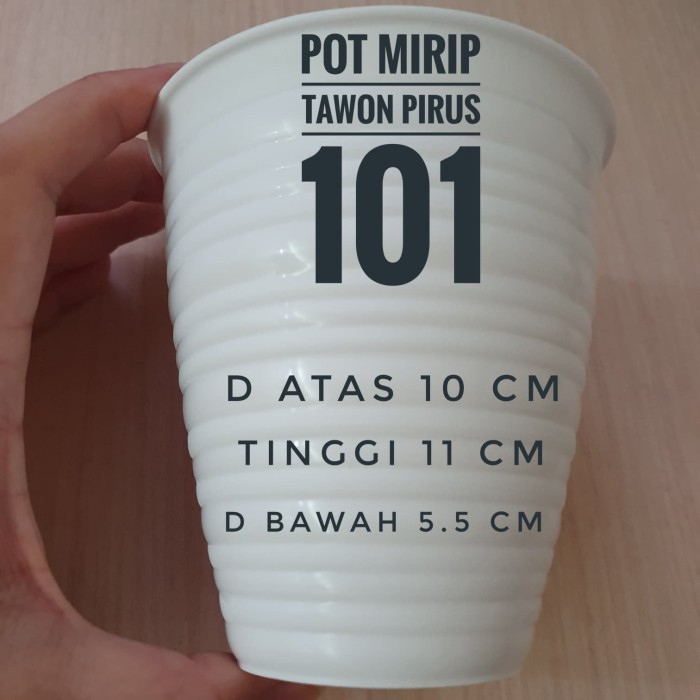 POT MIRIP
TAWON PIRUS
101
D ATAS 10 CM
TINGGI 11 CM
D BAWAH 5.5 CM